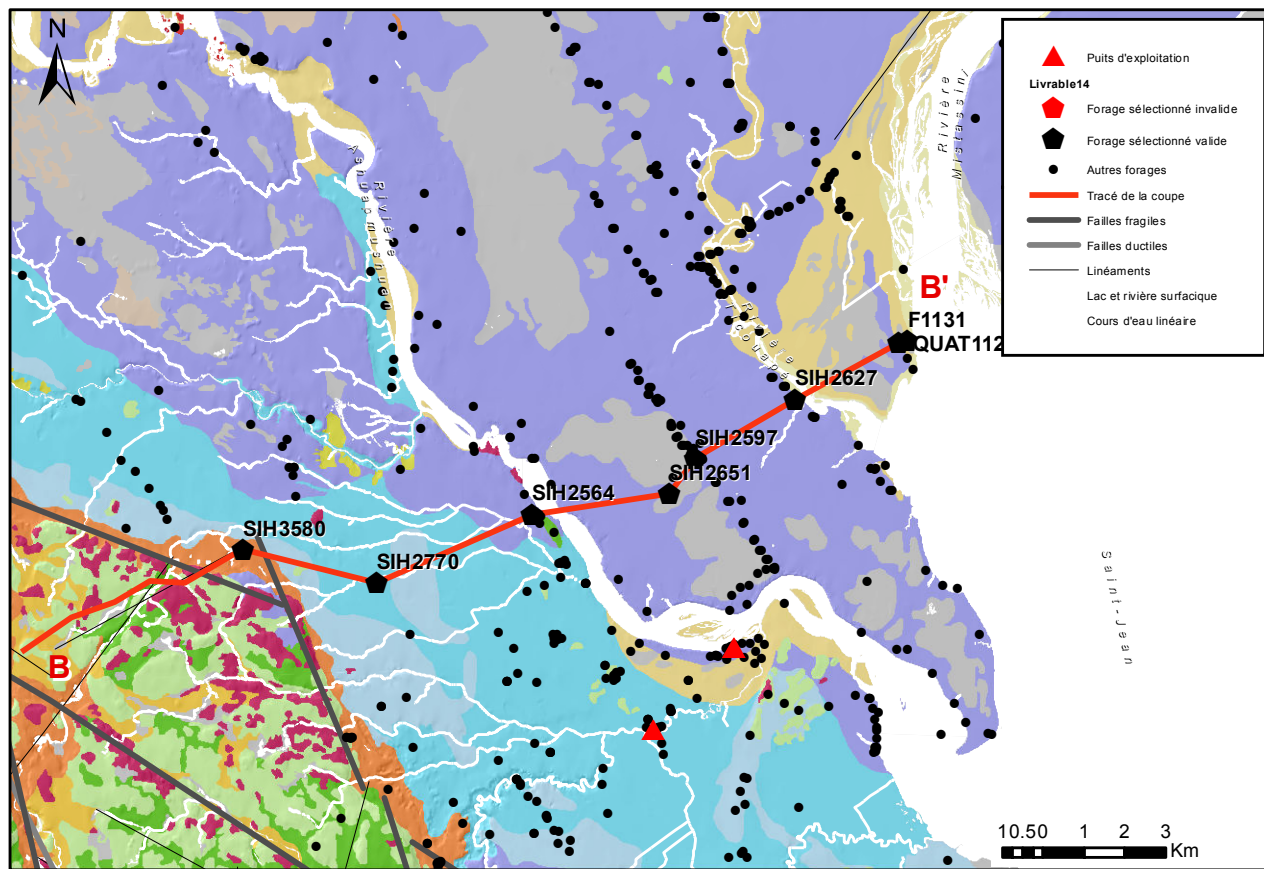 N
Puits d'exploitation
Livrable14
Forage sélectionné invalide
Forage sélectionné valide
Autres forages
Tracé de la coupe
Failles fragiles
Failles ductiles
Linéaments
Lac et rivière surfacique
Cours d'eau linéaire
Rivière
Mistassini
Rivière
Ashuapmushuan
B'
F1131
QUAT112
Rivière
Ticouapé
SIH2627
SIH2597
SIH2651
SIH2564
SIH3580
SIH2770
B
Saint-Jean
10.50 1 2 3
Km